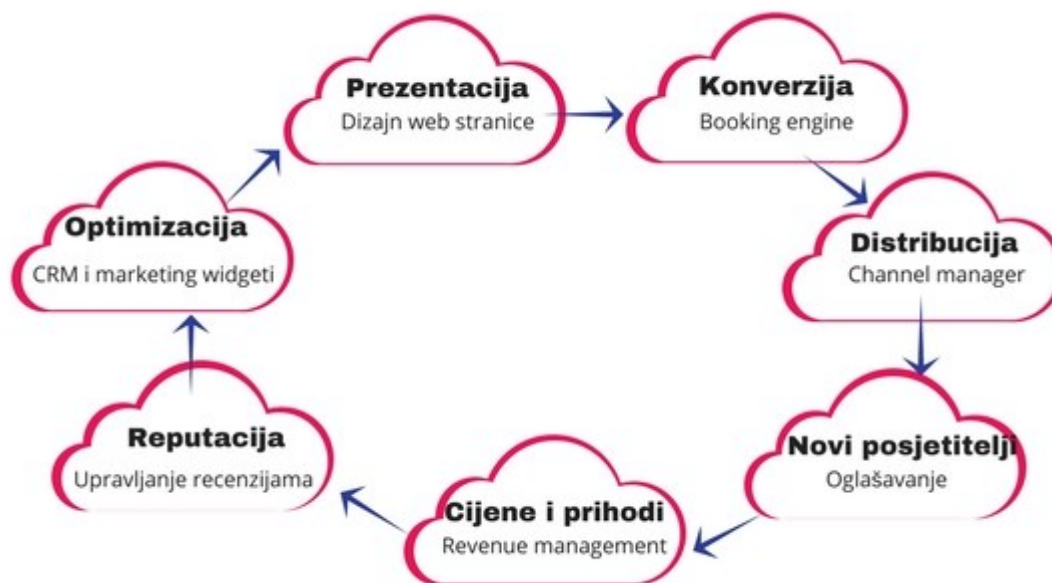 Prezentacija
Dizajn web stranice
Konverzija
Booking engine
Distribucija
Channel manager
Novi posjetitelji
Oglašavanje
Cijene i prihodi
Revenue management
Reputacija
Upravljanje recenzijama
Optimizacija
CRM i marketing widgeti